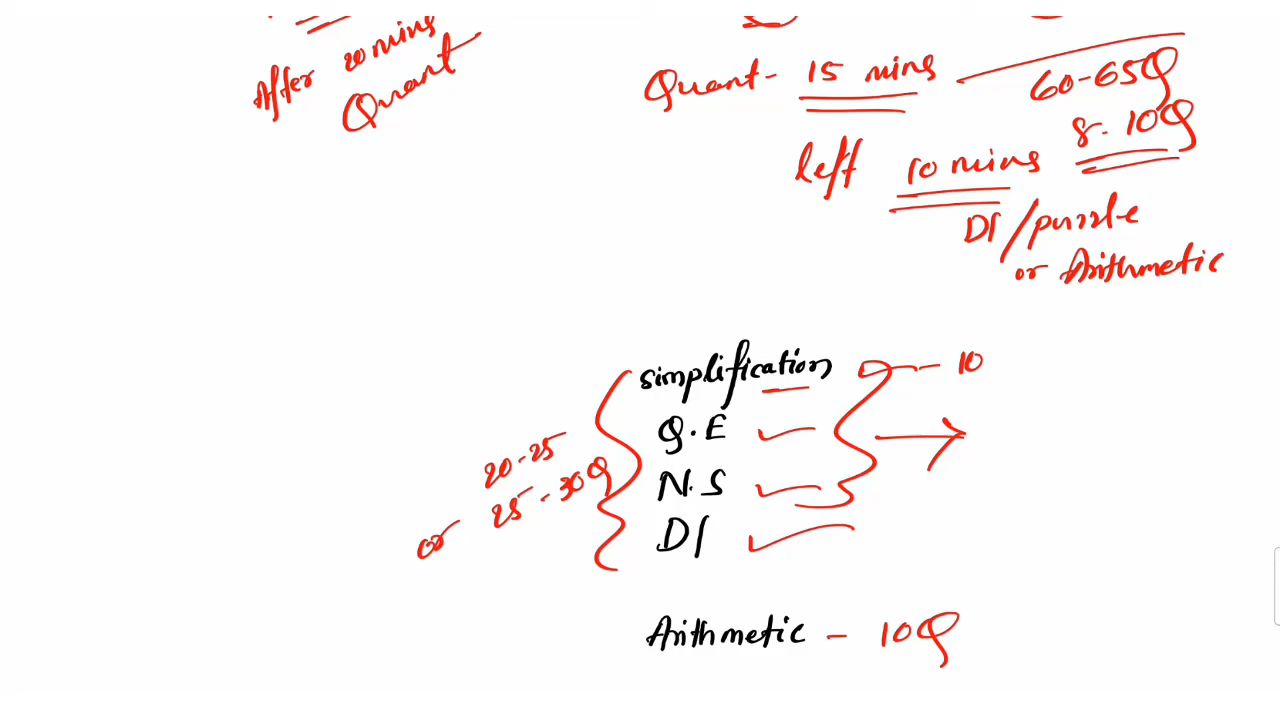 After 20 mins
Quant
Quant- 15 mins
60-65Q
8-10Q
left 10 mins
DI/puzzle
or Arithmetic
simplification - 10
Q.E
N.S
DI
20-25
or 25-30Q
Arithmetic - 10Q